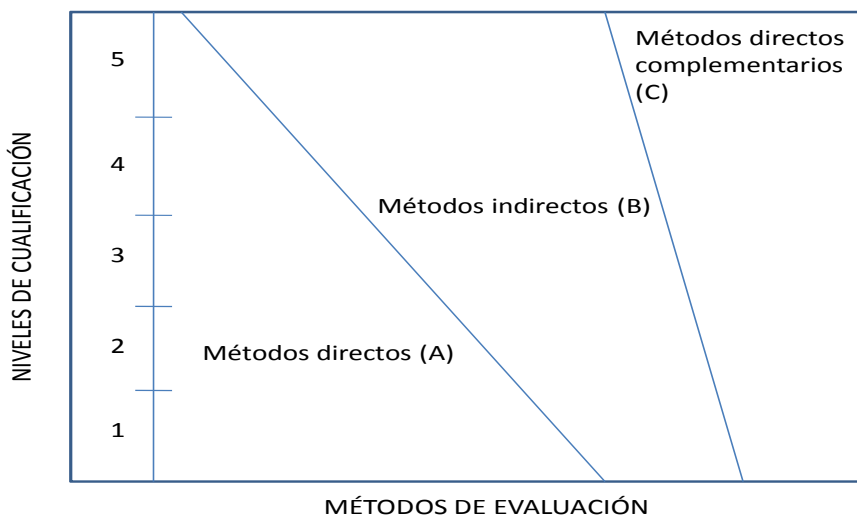 Métodos directos
complementarios
(C)
5
4
Métodos indirectos (B)
3
2
Métodos directos (A)
1
NIVELES DE CUALIFICACIÓN
MÉTODOS DE EVALUACIÓN